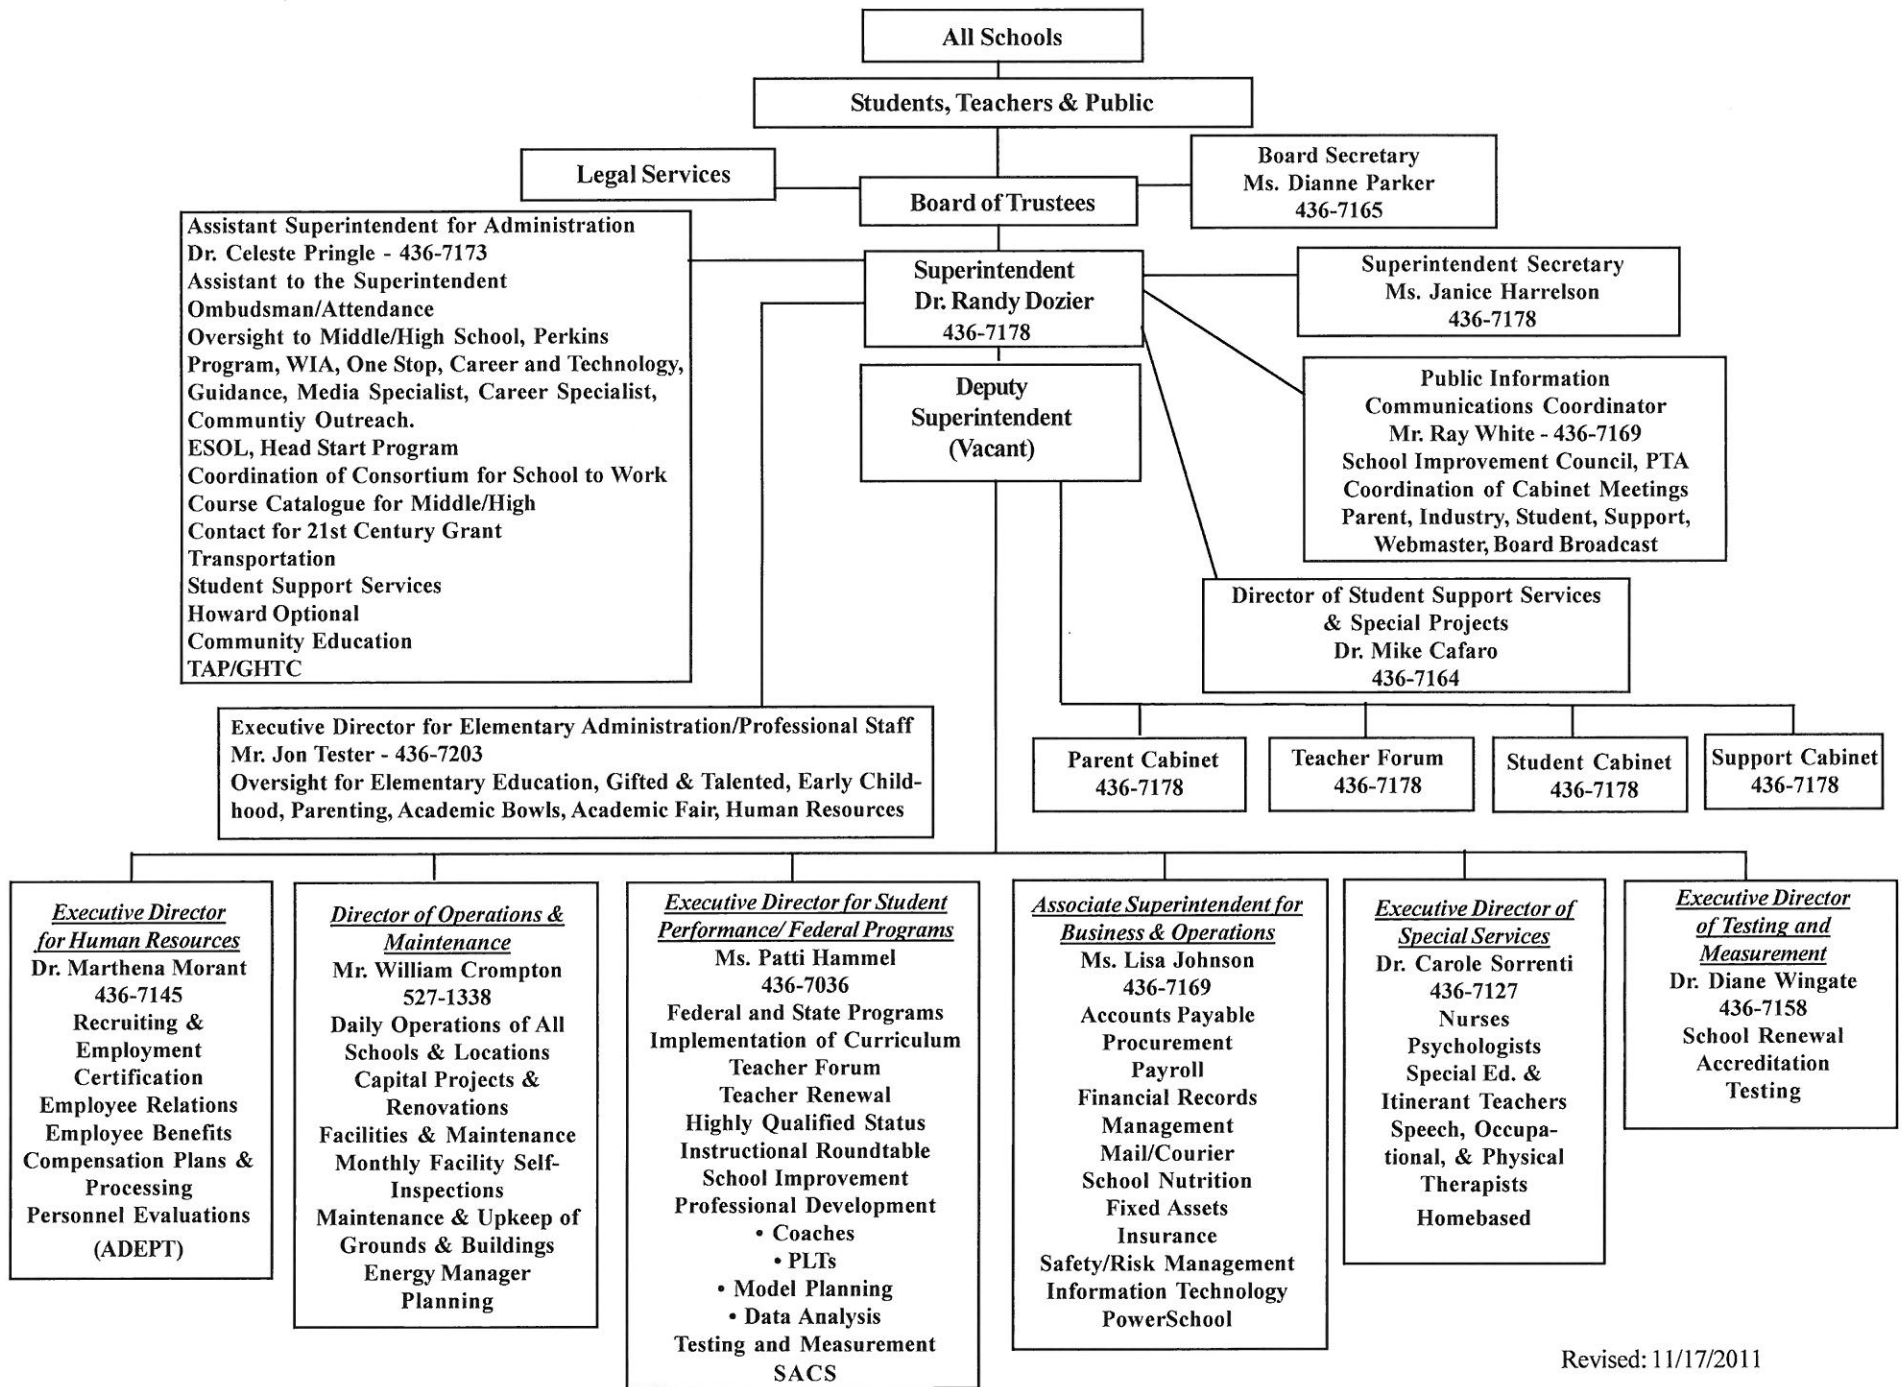 All Schools
Students, Teachers & Public
Legal Services
Board of Trustees
Board Secretary
Ms. Dianne Parker
436-7165
Assistant Superintendent for Administration
Dr. Celeste Pringle - 436-7173
Assistant to the Superintendent
Ombudsman/Attendance
Oversight to Middle/High School, Perkins
Program, WIA, One Stop, Career and Technology,
Guidance, Media Specialist, Career Specialist,
Communtiy Outreach.
ESOL, Head Start Program
Coordination of Consortium for School to Work
Course Catalogue for Middle/High
Contact for 21st Century Grant
Transportation
Student Support Services
Howard Optional
Community Education
TAP/GHTC
Superintendent
Dr. Randy Dozier
436-7178
Superintendent Secretary
Ms. Janice Harrelson
436-7178
Deputy
Superintendent
(Vacant)
Public Information
Communications Coordinator
Mr. Ray White - 436-7169
School Improvement Council, PTA
Coordination of Cabinet Meetings
Parent, Industry, Student, Support,
Webmaster, Board Broadcast
Director of Student Support Services
& Special Projects
Dr. Mike Cafaro
436-7164
Executive Director for Elementary Administration/Professional Staff
Mr. Jon Tester - 436-7203
Oversight for Elementary Education, Gifted & Talented, Early Child-
hood, Parenting, Academic Bowls, Academic Fair, Human Resources
Parent Cabinet
436-7178
Teacher Forum
436-7178
Student Cabinet
436-7178
Support Cabinet
436-7178
Executive Director
for Human Resources
Dr. Marthena Morant
436-7145
Recruiting &
Employment
Certification
Employee Relations
Employee Benefits
Compensation Plans &
Processing
Personnel Evaluations
(ADEPT)
Director of Operations &
Maintenance
Mr. William Crompton
527-1338
Daily Operations of All
Schools & Locations
Capital Projects &
Renovations
Facilities & Maintenance
Monthly Facility Self-
Inspections
Maintenance & Upkeep of
Grounds & Buildings
Energy Manager
Planning
Executive Director for Student
Performance/ Federal Programs
Ms. Patti Hammel
436-7036
Federal and State Programs
Implementation of Curriculum
Teacher Forum
Teacher Renewal
Highly Qualified Status
Instructional Roundtable
School Improvement
Professional Development
• Coaches
• PLTs
• Model Planning
• Data Analysis
Testing and Measurement
SACS
Associate Superintendent for
Business & Operations
Ms. Lisa Johnson
436-7169
Accounts Payable
Procurement
Payroll
Financial Records
Management
Mail/Courier
School Nutrition
Fixed Assets
Insurance
Safety/Risk Management
Information Technology
PowerSchool
Executive Director of
Special Services
Dr. Carole Sorrenti
436-7127
Nurses
Psychologists
Special Ed. &
Itinerant Teachers
Speech, Occupa-
tional, & Physical
Therapists
Homebased
Executive Director
of Testing and
Measurement
Dr. Diane Wingate
436-7158
School Renewal
Accreditation
Testing
Revised: 11/17/2011